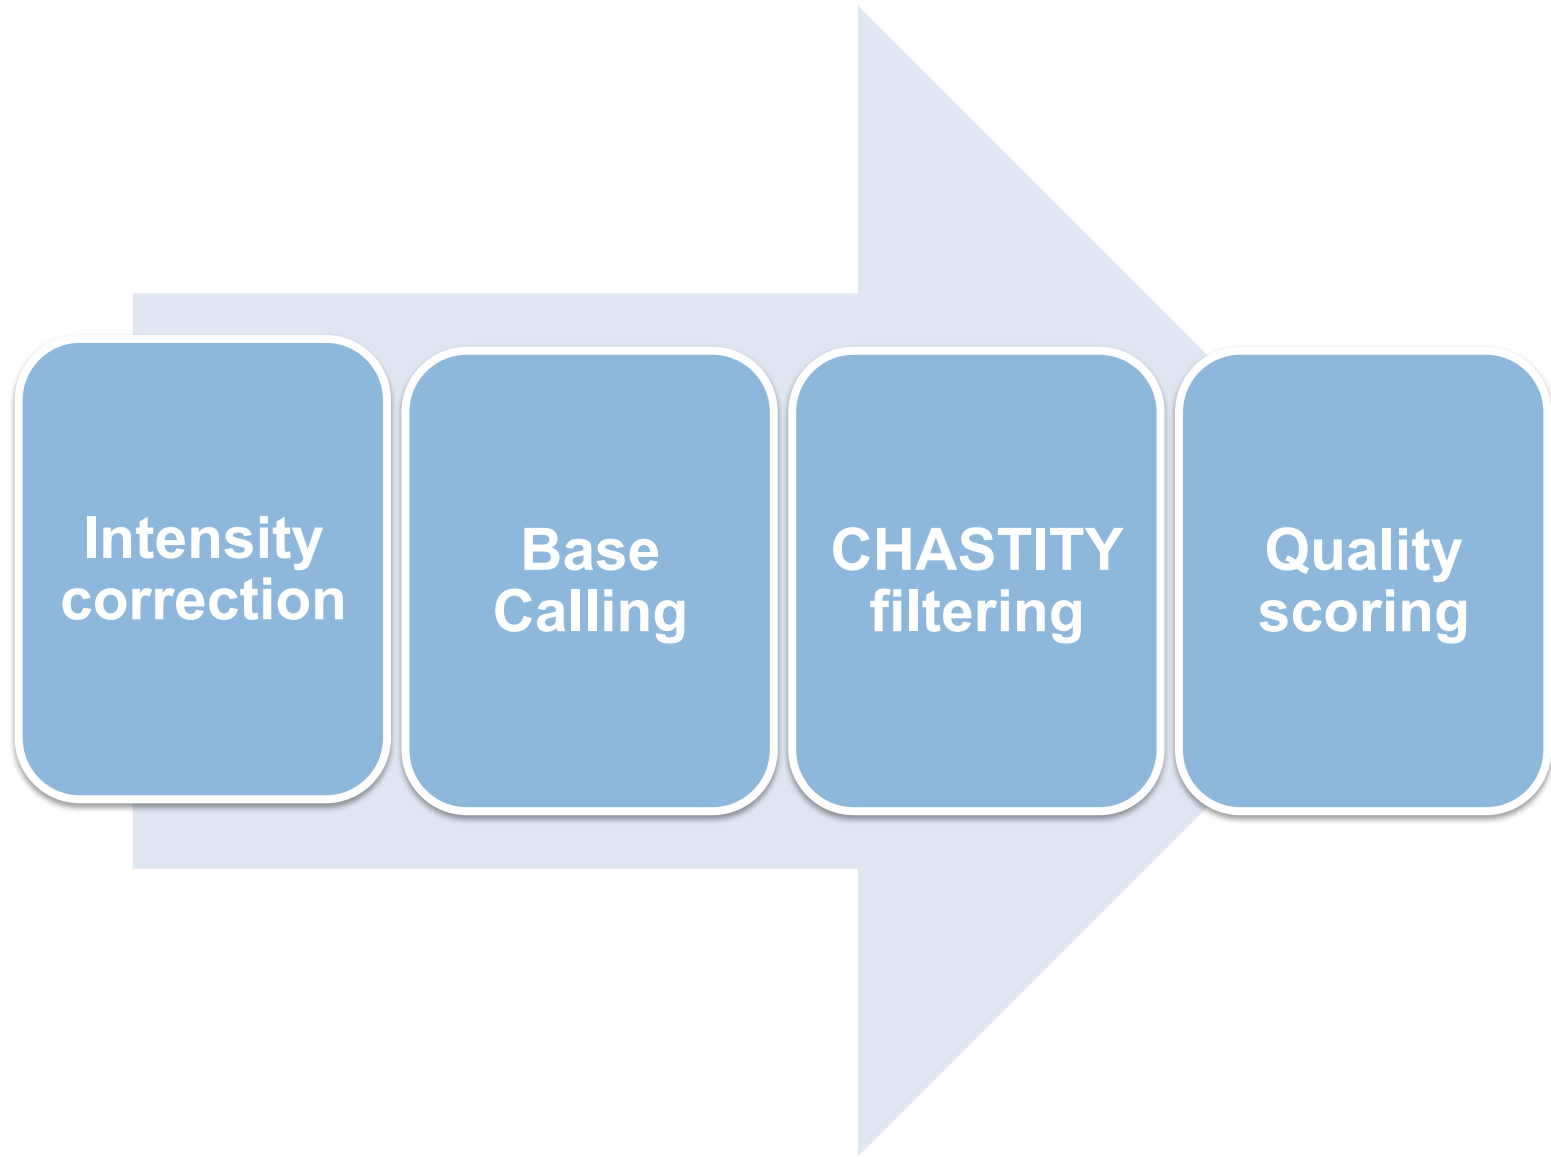 Intensity
correction
Base
Calling
CHASTITY
filtering
Quality
scoring